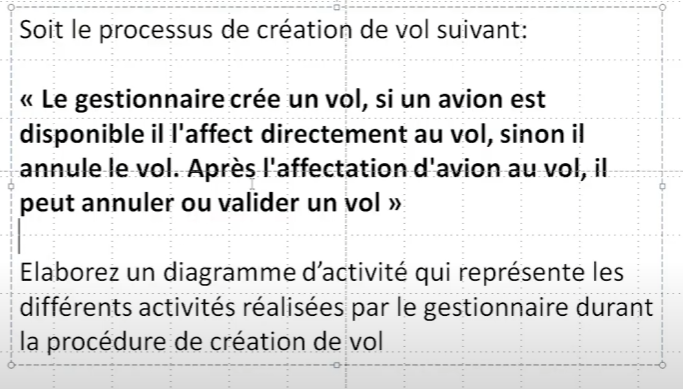 Soit le processus de création de vol suivant:
« Le gestionnaire crée un vol, si un avion est
disponible il l'affect directement au vol, sinon il
annule le vol. Après l'affectation d'avion au vol, il
peut annuler ou valider un vol »
Elaborez un diagramme d’activité qui représente les
différents activités réalisées par le gestionnaire durant
la procédure de création de vol